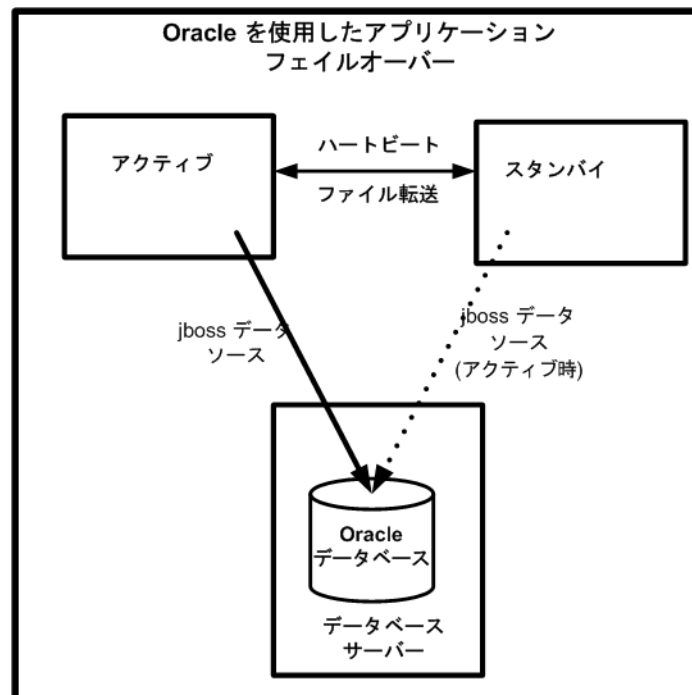 Oracle を使用したアプリケーション
フェイルオーバー
アクティブ
ハートビート
ファイル転送
スタンバイ
jboss データ
ソース
jboss データ
ソース
(アクティブ時)
Oracle
データベース
データベース
サーバー